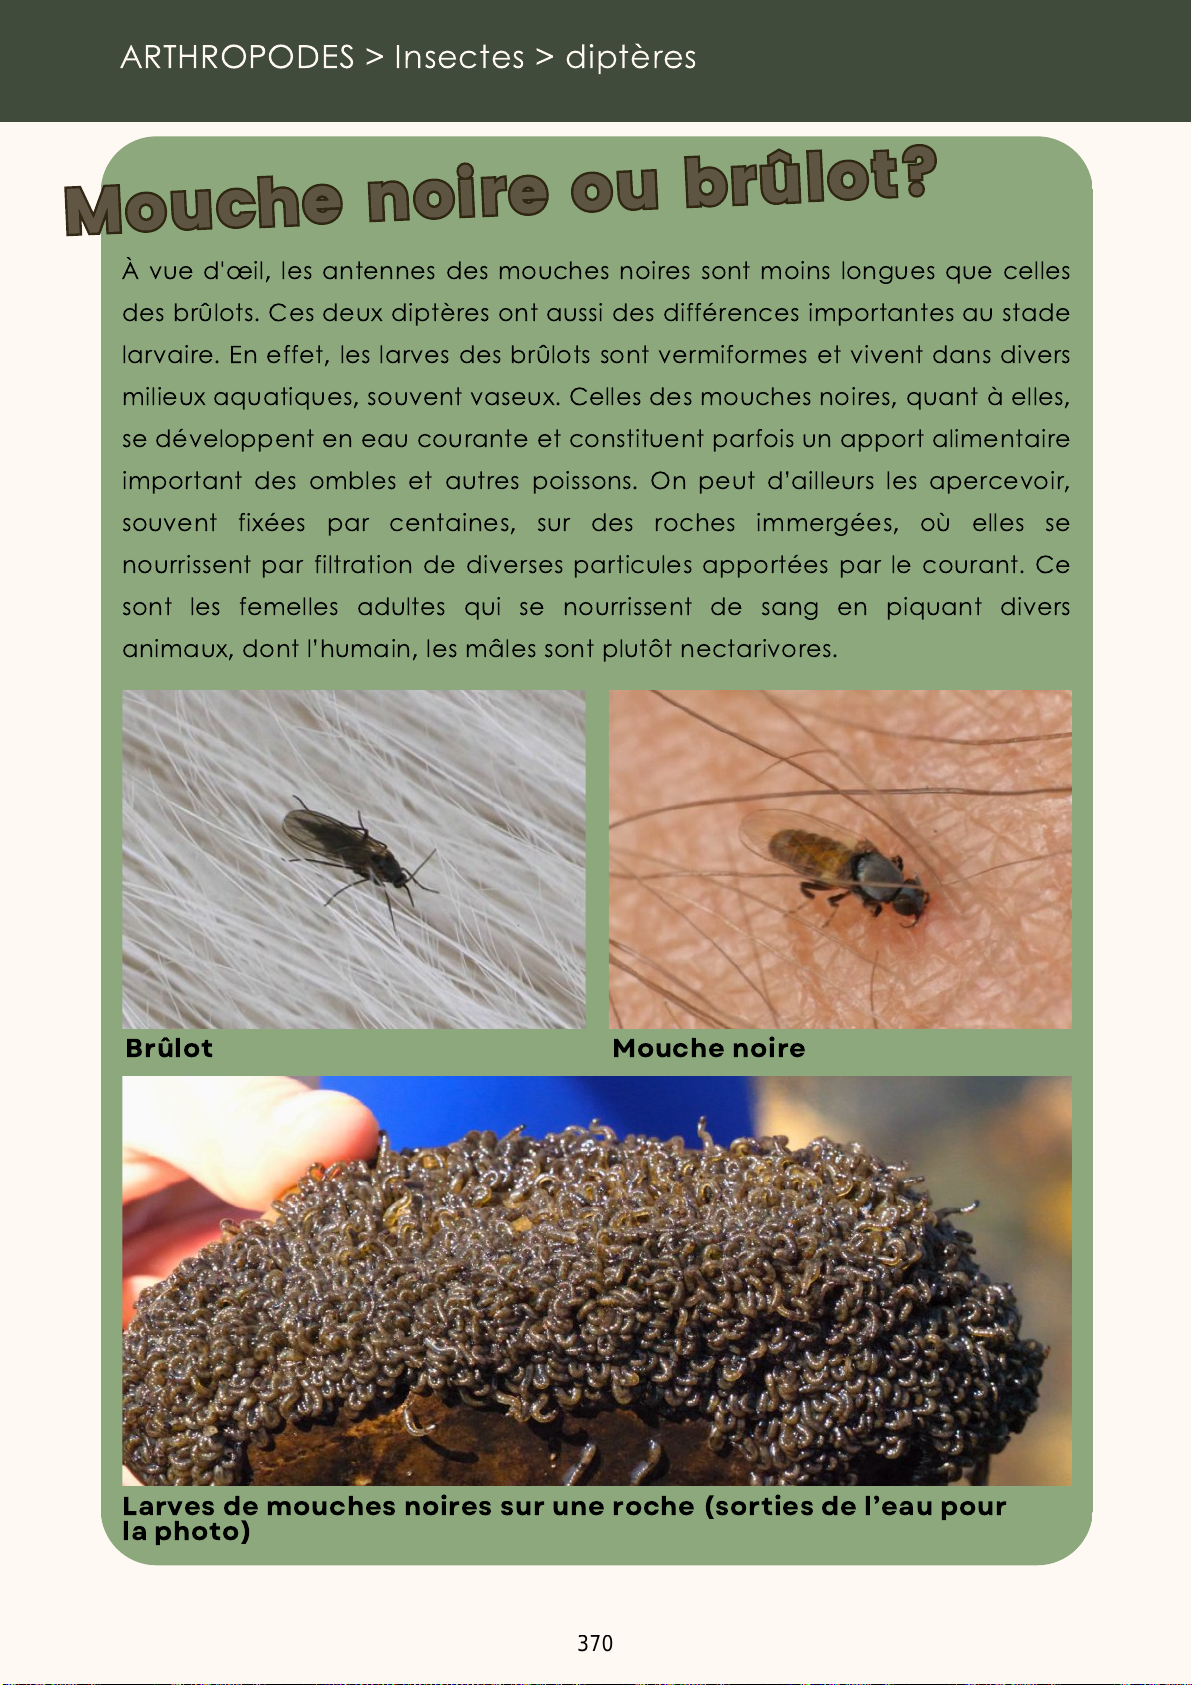 ARTHROPODES > Insectes > diptères
Mouche noire ou brûlot?
À vue d'œil, les antennes des mouches noires sont moins longues que celles
des brûlots. Ces deux diptères ont aussi des différences importantes au stade
larvaire. En effet, les larves des brûlots sont vermiformes et vivent dans divers
milieux aquatiques, souvent vaseux. Celles des mouches noires, quant à elles,
se développent en eau courante et constituent parfois un apport alimentaire
important des ombles et autres poissons. On peut d’ailleurs les apercevoir,
souvent fixées par centaines, sur des roches immergées, où elles se
nourrissent par filtration de diverses particules apportées par le courant. Ce
sont les femelles adultes qui se nourrissent de sang en piquant divers
animaux, dont l’humain, les mâles sont plutôt nectarivores.
Brûlot
Mouche noire
Larves de mouches noires sur une roche (sorties de l’eau pour
la photo)
370